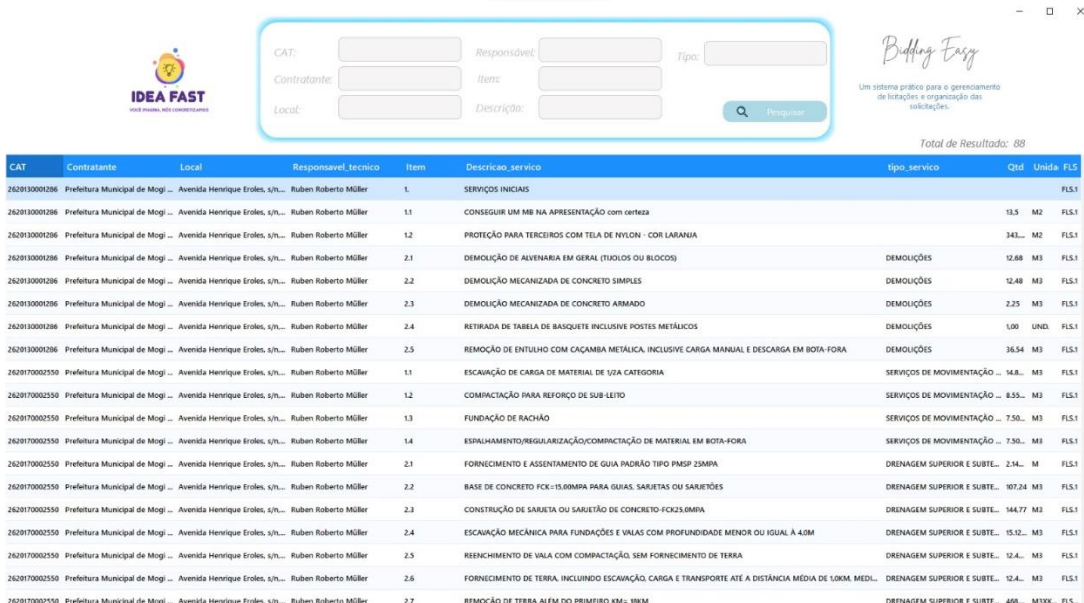 IDEA FAST
VOCÊ IMAGINA, NÓS CONCRETIZAMOS
CAT:
Responsável:
Tipo:
Contratante:
Item:
Local:
Descrição:
Pesquisar
Bidding Easy
Um sistema prático para o gerenciamento
de licitações e organização das
solicitações.
Total de Resultado: 88
CAT Contratante Local Responsavel_tecnico Item Descricao_servico tipo_servico Qtd Unida FLS
2620130001286 Prefeitura Municipal de Mogi ... Avenida Henrique Eroles, s/n,... Ruben Roberto Müller 1. SERVIÇOS INICIAIS FLS.1
2620130001286 Prefeitura Municipal de Mogi ... Avenida Henrique Eroles, s/n,... Ruben Roberto Müller 1.1 CONSEGUIR UM MB NA APRESENTAÇÃO com certeza 13,5 M2 FLS.1
2620130001286 Prefeitura Municipal de Mogi ... Avenida Henrique Eroles, s/n,... Ruben Roberto Müller 1.2 PROTEÇÃO PARA TERCEIROS COM TELA DE NYLON - COR LARANJA 343,... M2 FLS.1
2620130001286 Prefeitura Municipal de Mogi ... Avenida Henrique Eroles, s/n,... Ruben Roberto Müller 2.1 DEMOLIÇÃO DE ALVENARIA EM GERAL (TIJOLOS OU BLOCOS) DEMOLIÇÕES 12,68 M3 FLS.1
2620130001286 Prefeitura Municipal de Mogi ... Avenida Henrique Eroles, s/n,... Ruben Roberto Müller 2.2 DEMOLIÇÃO MECANIZADA DE CONCRETO SIMPLES DEMOLIÇÕES 12,48 M3 FLS.1
2620130001286 Prefeitura Municipal de Mogi ... Avenida Henrique Eroles, s/n,... Ruben Roberto Müller 2.3 DEMOLIÇÃO MECANIZADA DE CONCRETO ARMADO DEMOLIÇÕES 2,25 M3 FLS.1
2620130001286 Prefeitura Municipal de Mogi ... Avenida Henrique Eroles, s/n,... Ruben Roberto Müller 2.4 RETIRADA DE TABELA DE BASQUETE INCLUSIVE POSTES METÁLICOS DEMOLIÇÕES 1,00 UND. FLS.1
2620130001286 Prefeitura Municipal de Mogi ... Avenida Henrique Eroles, s/n,... Ruben Roberto Müller 2.5 REMOÇÃO DE ENTULHO COM CAÇAMBA METÁLICA, INCLUSIVE CARGA MANUAL E DESCARGA EM BOTA-FORA DEMOLIÇÕES 36,54 M3 FLS.1
2620170002550 Prefeitura Municipal de Mogi ... Avenida Henrique Eroles, s/n,... Ruben Roberto Müller 1.1 ESCAVAÇÃO DE CARGA DE MATERIAL DE 1/2A CATEGORIA SERVIÇOS DE MOVIMENTAÇÃO ... 14.8... M3 FLS.1
2620170002550 Prefeitura Municipal de Mogi ... Avenida Henrique Eroles, s/n,... Ruben Roberto Müller 1.2 COMPACTAÇÃO PARA REFORÇO DE SUB-LEITO SERVIÇOS DE MOVIMENTAÇÃO ... 8.55... M3 FLS.1
2620170002550 Prefeitura Municipal de Mogi ... Avenida Henrique Eroles, s/n,... Ruben Roberto Müller 1.3 FUNDAÇÃO DE RACHÃO SERVIÇOS DE MOVIMENTAÇÃO ... 7.50... M3 FLS.1
2620170002550 Prefeitura Municipal de Mogi ... Avenida Henrique Eroles, s/n,... Ruben Roberto Müller 1.4 ESPALHAMENTO/REGULARIZAÇÃO/COMPACTAÇÃO DE MATERIAL EM BOTA-FORA SERVIÇOS DE MOVIMENTAÇÃO ... 7.50... M3 FLS.1
2620170002550 Prefeitura Municipal de Mogi ... Avenida Henrique Eroles, s/n,... Ruben Roberto Müller 2.1 FORNECIMENTO E ASSENTAMENTO DE GUIA PADRÃO TIPO PMSP 25MPA DRENAGEM SUPERIOR E SUBTE... 2.14... M FLS.1
2620170002550 Prefeitura Municipal de Mogi ... Avenida Henrique Eroles, s/n,... Ruben Roberto Müller 2.2 BASE DE CONCRETO FCK=15,00MPA PARA GUIAS, SARJETAS OU SARJETÕES DRENAGEM SUPERIOR E SUBTE... 107,24 M3 FLS.1
2620170002550 Prefeitura Municipal de Mogi ... Avenida Henrique Eroles, s/n,... Ruben Roberto Müller 2.3 CONSTRUÇÃO DE SARJETA OU SARJETÃO DE CONCRETO-FCK25,0MPA DRENAGEM SUPERIOR E SUBTE... 144,77 M3 FLS.1
2620170002550 Prefeitura Municipal de Mogi ... Avenida Henrique Eroles, s/n,... Ruben Roberto Müller 2.4 ESCAVAÇÃO MECÂNICA PARA FUNDAÇÕES E VALAS COM PROFUNDIDADE MENOR OU IGUAL À 4,0M DRENAGEM SUPERIOR E SUBTE... 15.12... M3 FLS.1
2620170002550 Prefeitura Municipal de Mogi ... Avenida Henrique Eroles, s/n,... Ruben Roberto Müller 2.5 REENCHIMENTO DE VALA COM COMPACTAÇÃO, SEM FORNECIMENTO DE TERRA DRENAGEM SUPERIOR E SUBTE... 12.4... M3 FLS.1
2620170002550 Prefeitura Municipal de Mogi ... Avenida Henrique Eroles, s/n,... Ruben Roberto Müller 2.6 FORNECIMENTO DE TERRA, INCLUINDO ESCAVAÇÃO, CARGA E TRANSPORTE ATÉ A DISTÂNCIA MÉDIA DE 1,0KM, MEDI... DRENAGEM SUPERIOR E SUBTE... 12.4... M3 FLS.1
2620170002550 Prefeitura Municipal de Mogi ... Avenida Henrique Eroles, s/n,... Ruben Roberto Müller 2.7 REMOÇÃO DE TERRA ALÉM DO PRIMEIRO KM= 18KM DRENAGEM SUPERIOR E SUBTE... 468.... M3XK... FLS...